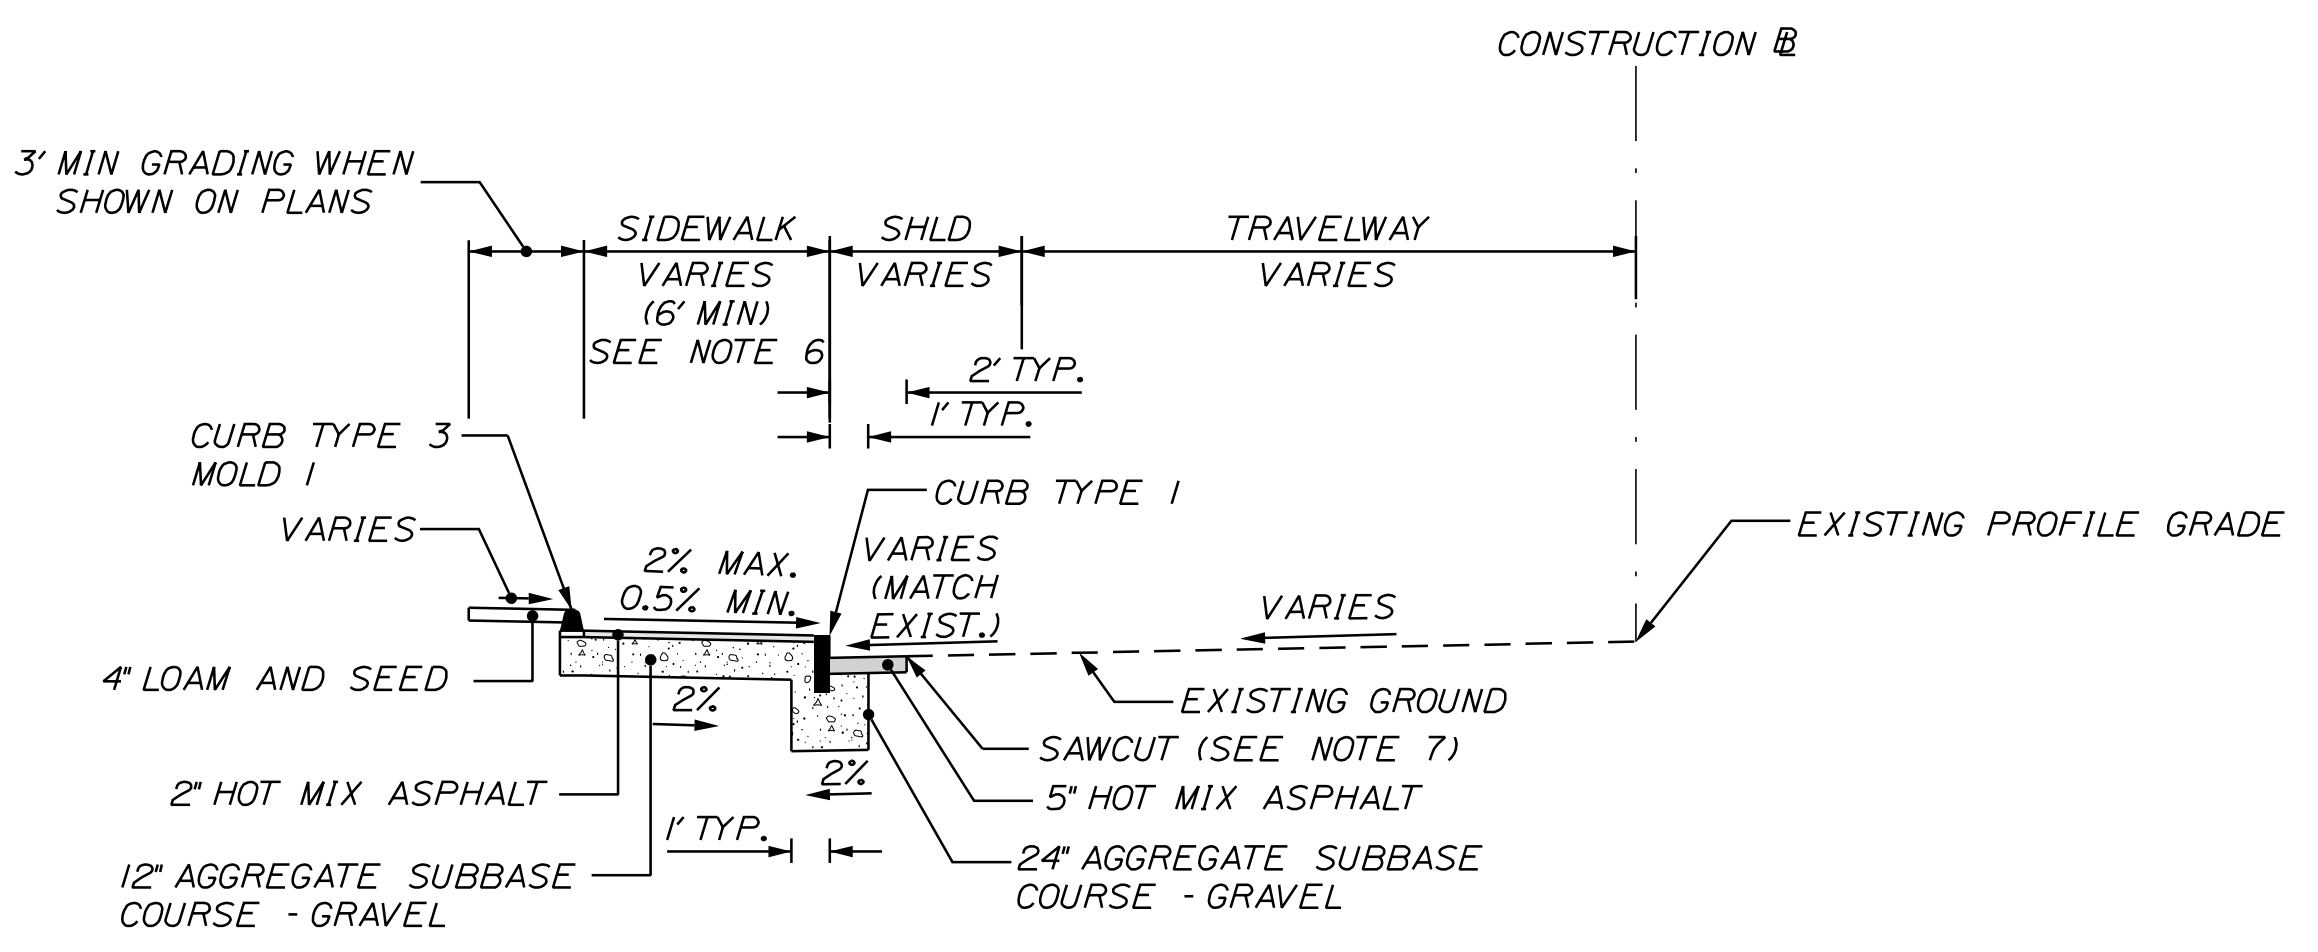 CONSTRUCTION BL
3' MIN GRADING WHEN
SHOWN ON PLANS
SIDEWALK
SHLD
TRAVELWAY
VARIES
VARIES
VARIES
(6' MIN)
SEE NOTE 6
2' TYP.
1' TYP.
CURB TYPE 3
MOLD 1
CURB TYPE 1
VARIES
EXISTING PROFILE GRADE
2% MAX.
0.5% MIN.
VARIES
(MATCH
EXIST.)
VARIES
4" LOAM AND SEED
2%
EXISTING GROUND
SAWCUT (SEE NOTE 7)
2%
2" HOT MIX ASPHALT
5" HOT MIX ASPHALT
1' TYP.
12" AGGREGATE SUBBASE
COURSE - GRAVEL
24" AGGREGATE SUBBASE
COURSE - GRAVEL